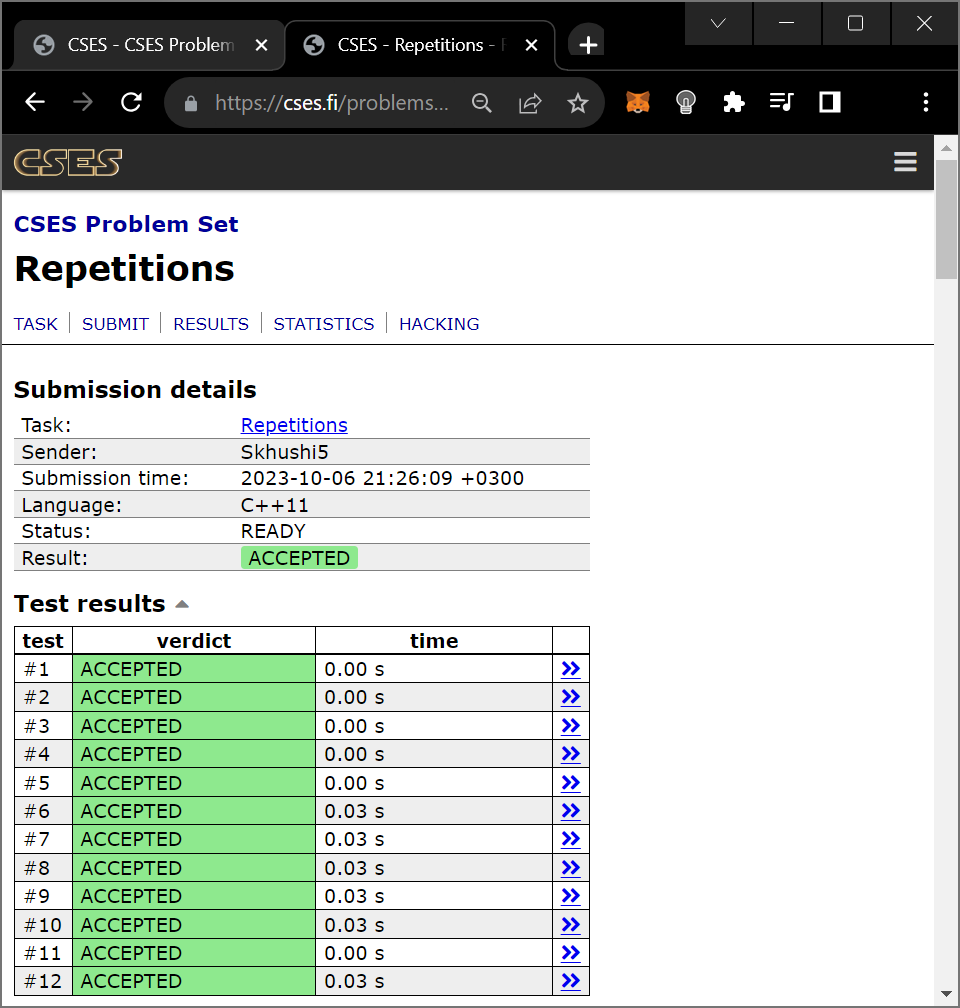 CSES - CSES Problem
CSES - Repetitions -
https://cses.fi/problems...
CSES
CSES Problem Set
Repetitions
TASK SUBMIT RESULTS STATISTICS HACKING
Submission details
Task: Repetitions
Sender: Skhushi5
Submission time: 2023-10-06 21:26:09 +0300
Language: C++11
Status: READY
Result: ACCEPTED
Test results
test verdict time
#1 ACCEPTED 0.00 s »
#2 ACCEPTED 0.00 s »
#3 ACCEPTED 0.00 s »
#4 ACCEPTED 0.00 s »
#5 ACCEPTED 0.00 s »
#6 ACCEPTED 0.03 s »
#7 ACCEPTED 0.03 s »
#8 ACCEPTED 0.03 s »
#9 ACCEPTED 0.03 s »
#10 ACCEPTED 0.03 s »
#11 ACCEPTED 0.00 s »
#12 ACCEPTED 0.03 s »